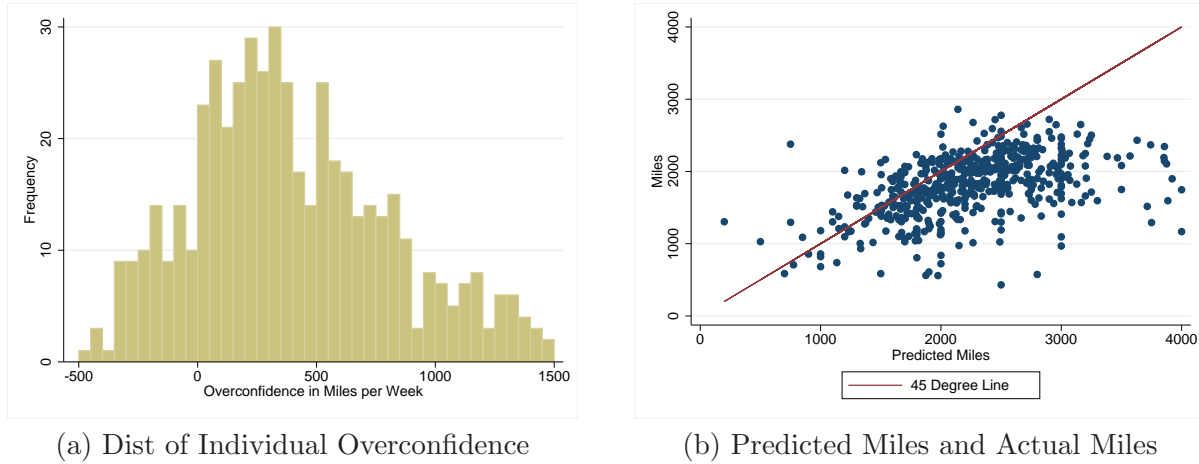 30
20
10
0
Frequency
-500 0 500 1000 1500
Overconfidence in Miles per Week
(a) Dist of Individual Overconfidence
4000
3000
2000
1000
0
Miles
0 1000 2000 3000 4000
Predicted Miles
45 Degree Line
(b) Predicted Miles and Actual Miles